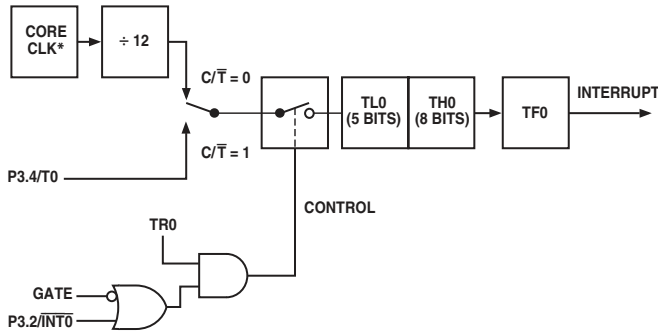 CORE
CLK*
÷ 12
C/T̅ = 0
C/T̅ = 1
P3.4/T0
TL0
(5 BITS)
TH0
(8 BITS)
TF0
INTERRUPT
CONTROL
TR0
GATE
P3.2/I̅N̅T̅0̅